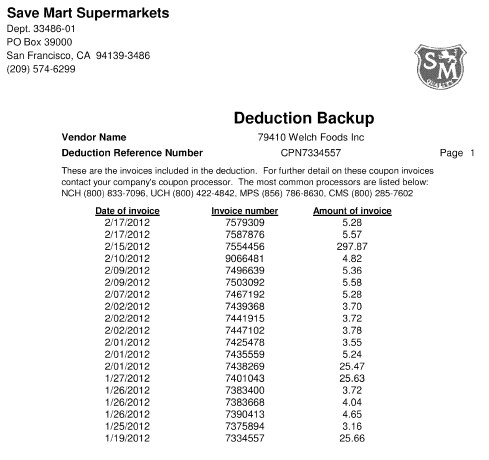 Save Mart Supermarkets
Dept. 33486-01
PO Box 39000
San Francisco, CA 94139-3486
(209) 574-6299
SM
Deduction Backup
Vendor Name 79410 Welch Foods Inc
Deduction Reference Number CPN7334557 Page 1
These are the invoices included in the deduction. For further detail on these coupon invoices
contact your company's coupon processor. The most common processors are listed below:
NCH (800) 833-7096, UCH (800) 422-4842, MPS (856) 786-8630, CMS (800) 285-7602
Date of invoice Invoice number Amount of invoice
2/17/2012 7579309 5.28
2/17/2012 7587876 5.57
2/15/2012 7554456 297.87
2/10/2012 9066481 4.82
2/09/2012 7496639 5.36
2/09/2012 7503092 5.58
2/07/2012 7467192 5.28
2/02/2012 7439368 3.70
2/02/2012 7441915 3.72
2/02/2012 7447102 3.78
2/01/2012 7425478 3.55
2/01/2012 7435559 5.24
2/01/2012 7438269 25.47
1/27/2012 7401043 25.63
1/26/2012 7383400 3.72
1/26/2012 7383668 4.04
1/26/2012 7390413 4.65
1/25/2012 7375894 3.16
1/19/2012 7334557 25.66